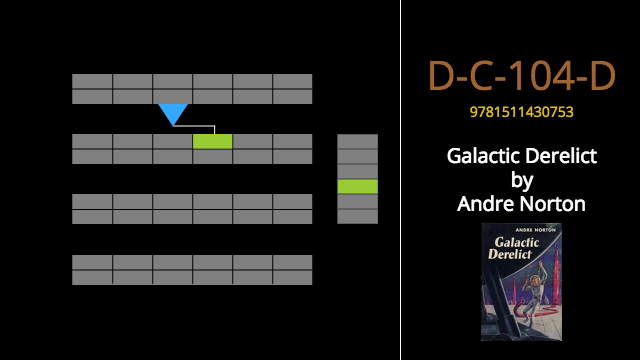 D-C-104-D
9781511430753
Galactic Derelict
by
Andre Norton
ANDRE NORTON
Galactic
Derelict